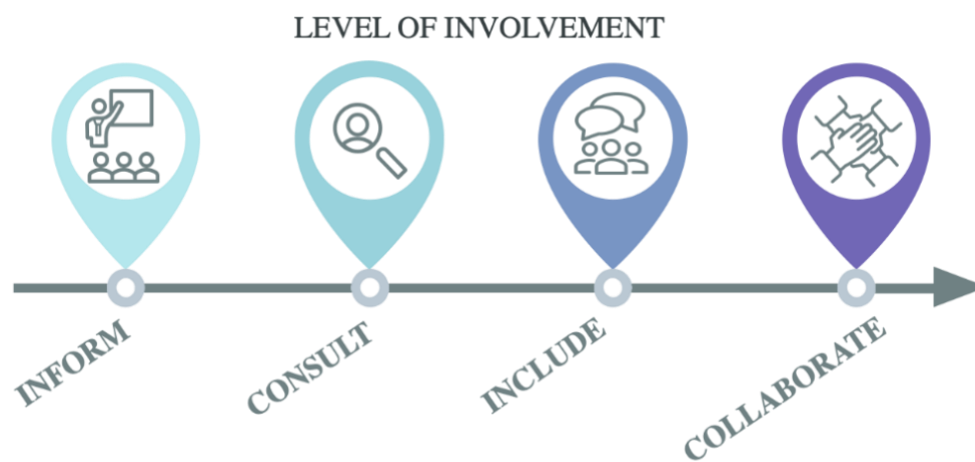 LEVEL OF INVOLVEMENT
INFORM
CONSULT
INCLUDE
COLLABORATE